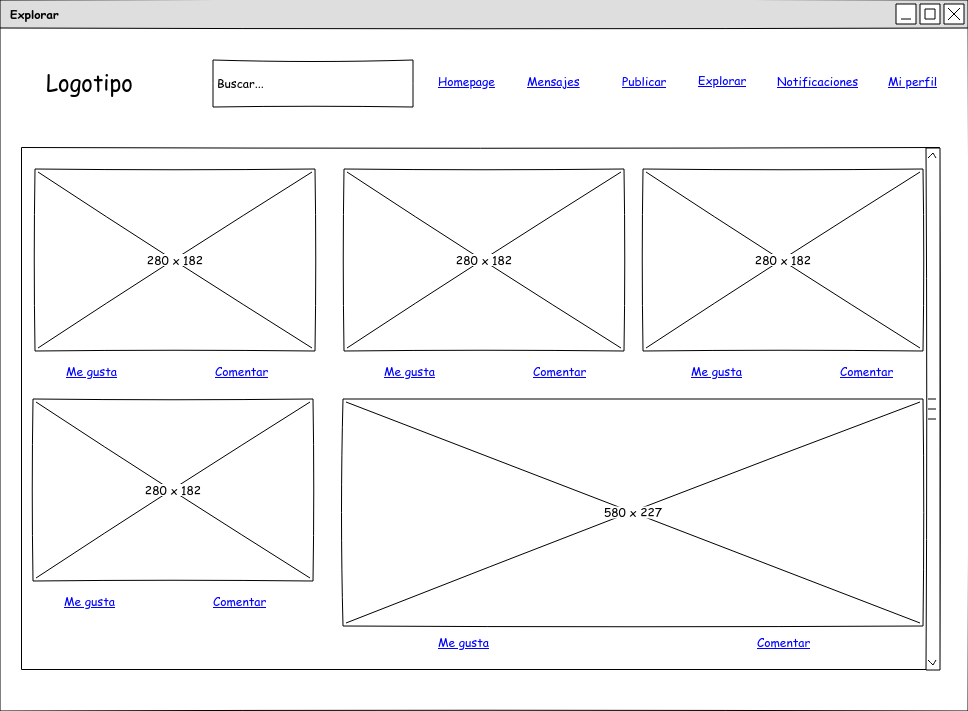 Explorar
Logotipo
Buscar...
Homepage
Mensajes
Publicar
Explorar
Notificaciones
Mi perfil
280 x 182
280 x 182
280 x 182
Me gusta
Comentar
Me gusta
Comentar
Me gusta
Comentar
280 x 182
580 x 227
Me gusta
Comentar
Me gusta
Comentar